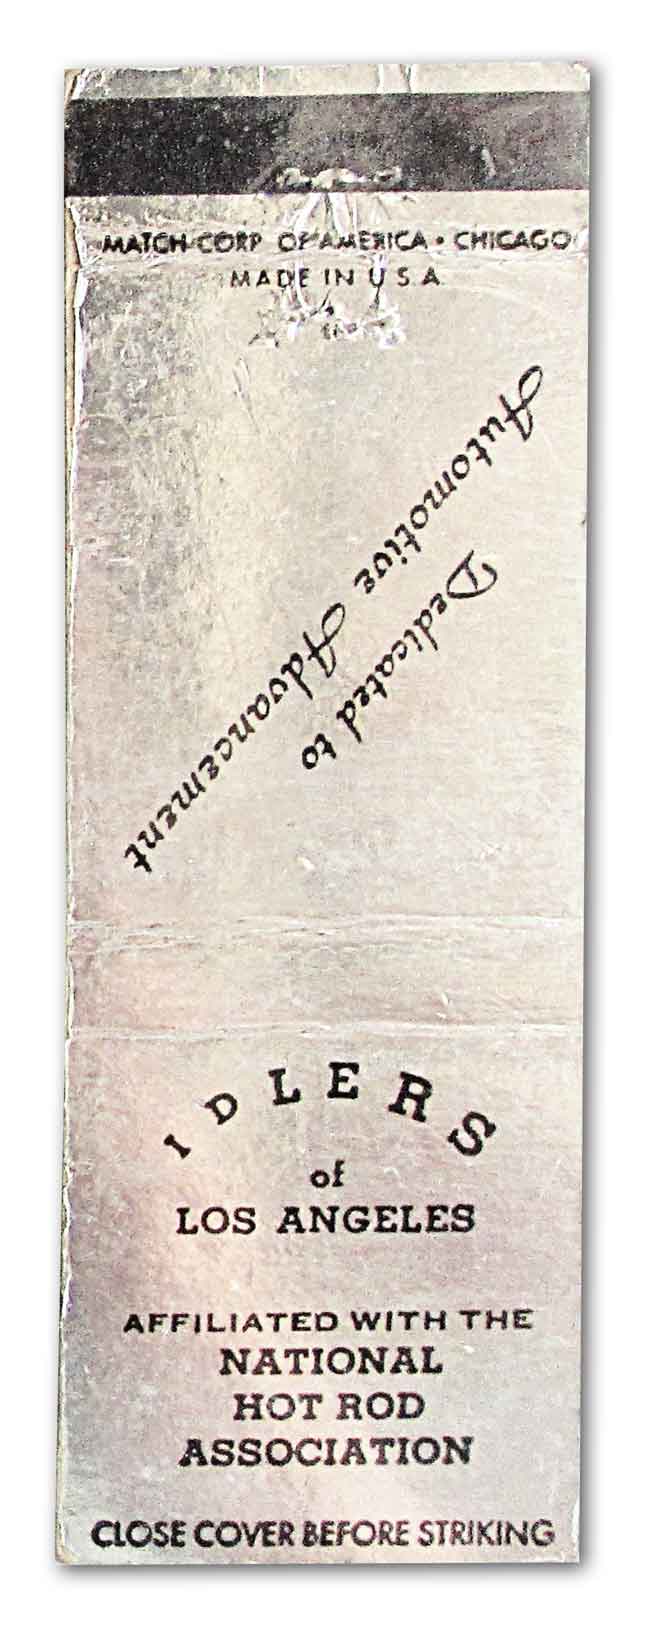 MATCH CORP OF AMERICA • CHICAGO
MADE IN U S A
Dedicated to
Automotive Advancement
IDLERS
of
LOS ANGELES
AFFILIATED WITH THE
NATIONAL
HOT ROD
ASSOCIATION
CLOSE COVER BEFORE STRIKING